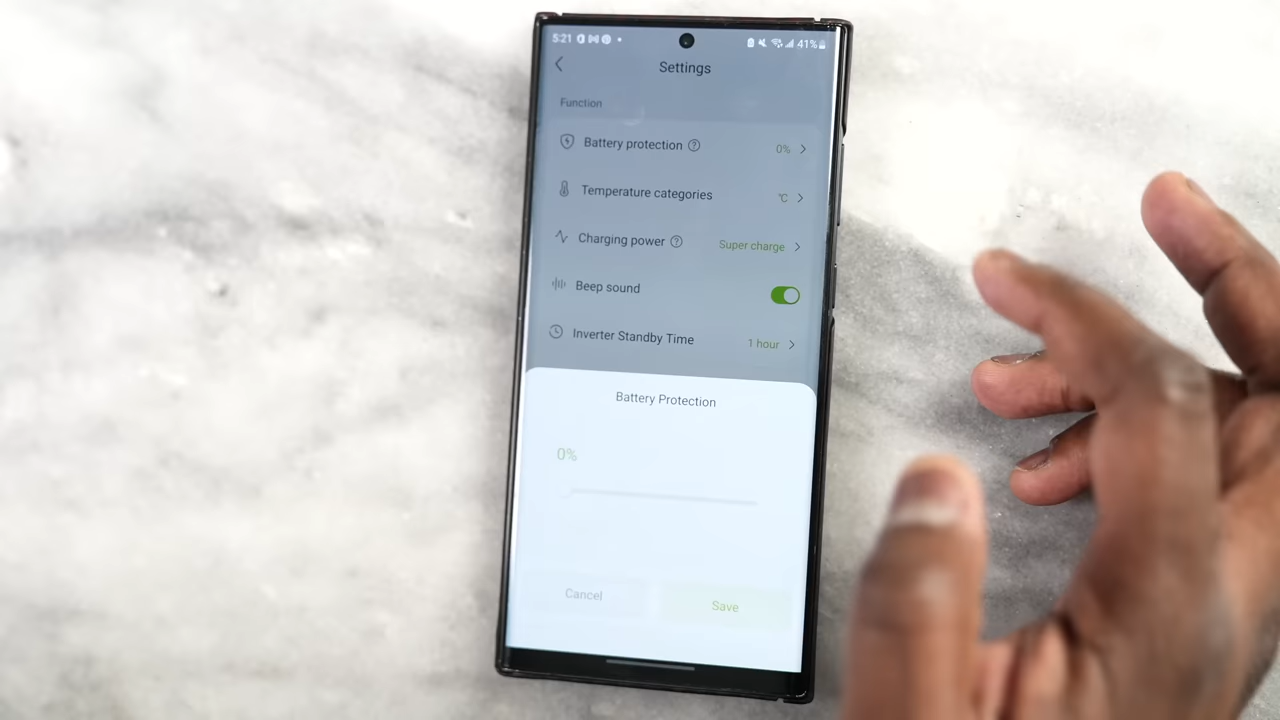 5:21 41%
Settings
Function
Battery protection ? 0%
Temperature categories °C
Charging power ? Super charge
Beep sound
Inverter Standby Time 1 hour
Battery Protection
0%
Cancel Save